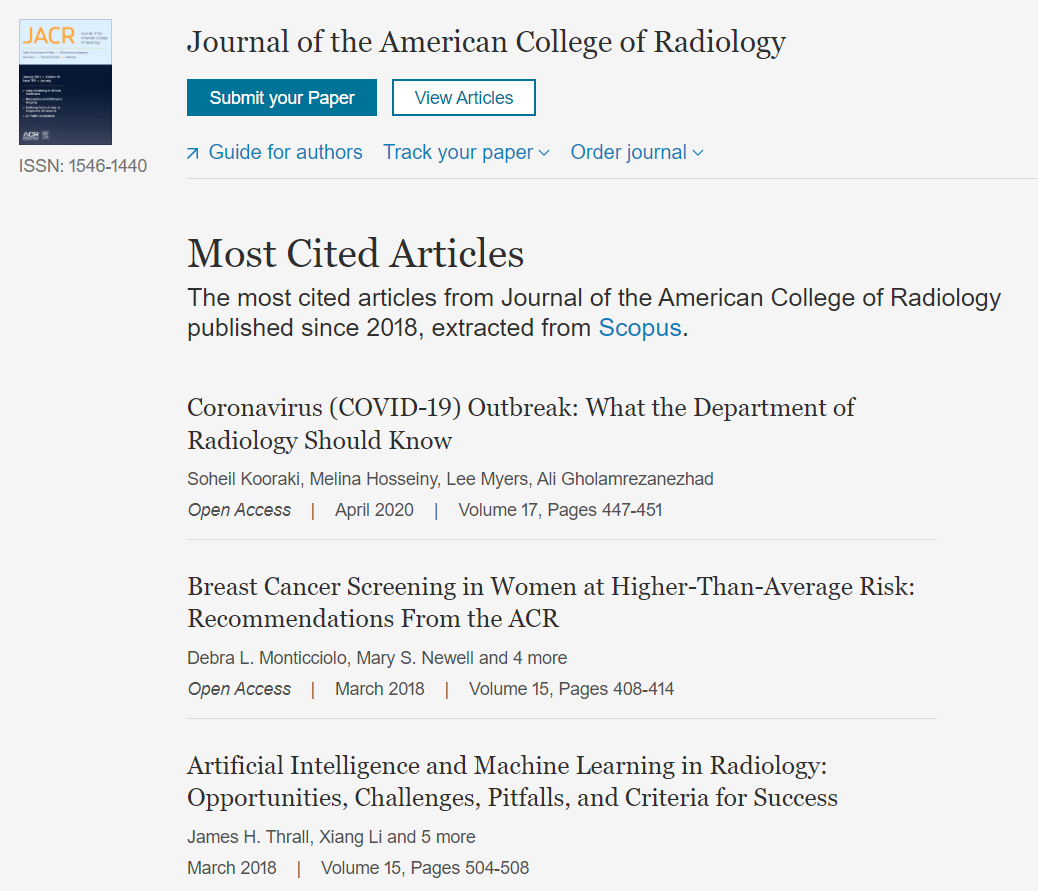 JACR
Journal of the American College of Radiology
Submit your Paper
View Articles
ISSN: 1546-1440
Guide for authors
Track your paper
Order journal
Most Cited Articles
The most cited articles from Journal of the American College of Radiology
published since 2018, extracted from Scopus.
Coronavirus (COVID-19) Outbreak: What the Department of
Radiology Should Know
Soheil Kooraki, Melina Hosseiny, Lee Myers, Ali Gholamrezanezhad
Open Access | April 2020 | Volume 17, Pages 447-451
Breast Cancer Screening in Women at Higher-Than-Average Risk:
Recommendations From the ACR
Debra L. Monticciolo, Mary S. Newell and 4 more
Open Access | March 2018 | Volume 15, Pages 408-414
Artificial Intelligence and Machine Learning in Radiology:
Opportunities, Challenges, Pitfalls, and Criteria for Success
James H. Thrall, Xiang Li and 5 more
March 2018 | Volume 15, Pages 504-508